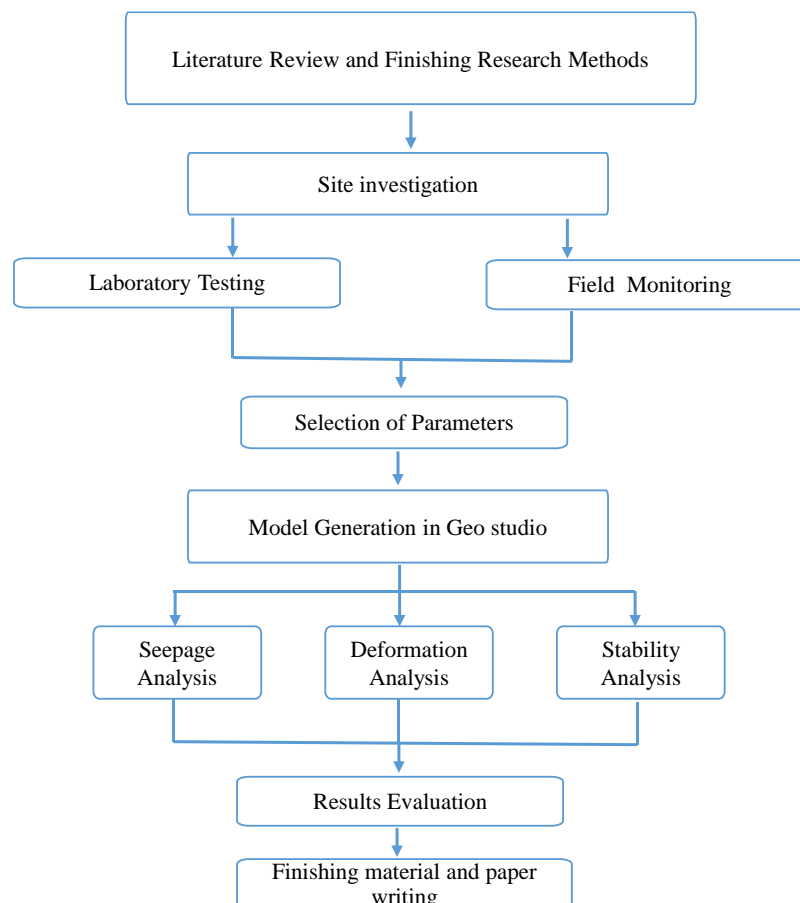 Literature Review and Finishing Research Methods
Site investigation
Laboratory Testing
Field Monitoring
Selection of Parameters
Model Generation in Geo studio
Seepage
Analysis
Deformation
Analysis
Stability
Analysis
Results Evaluation
Finishing material and paper
writing